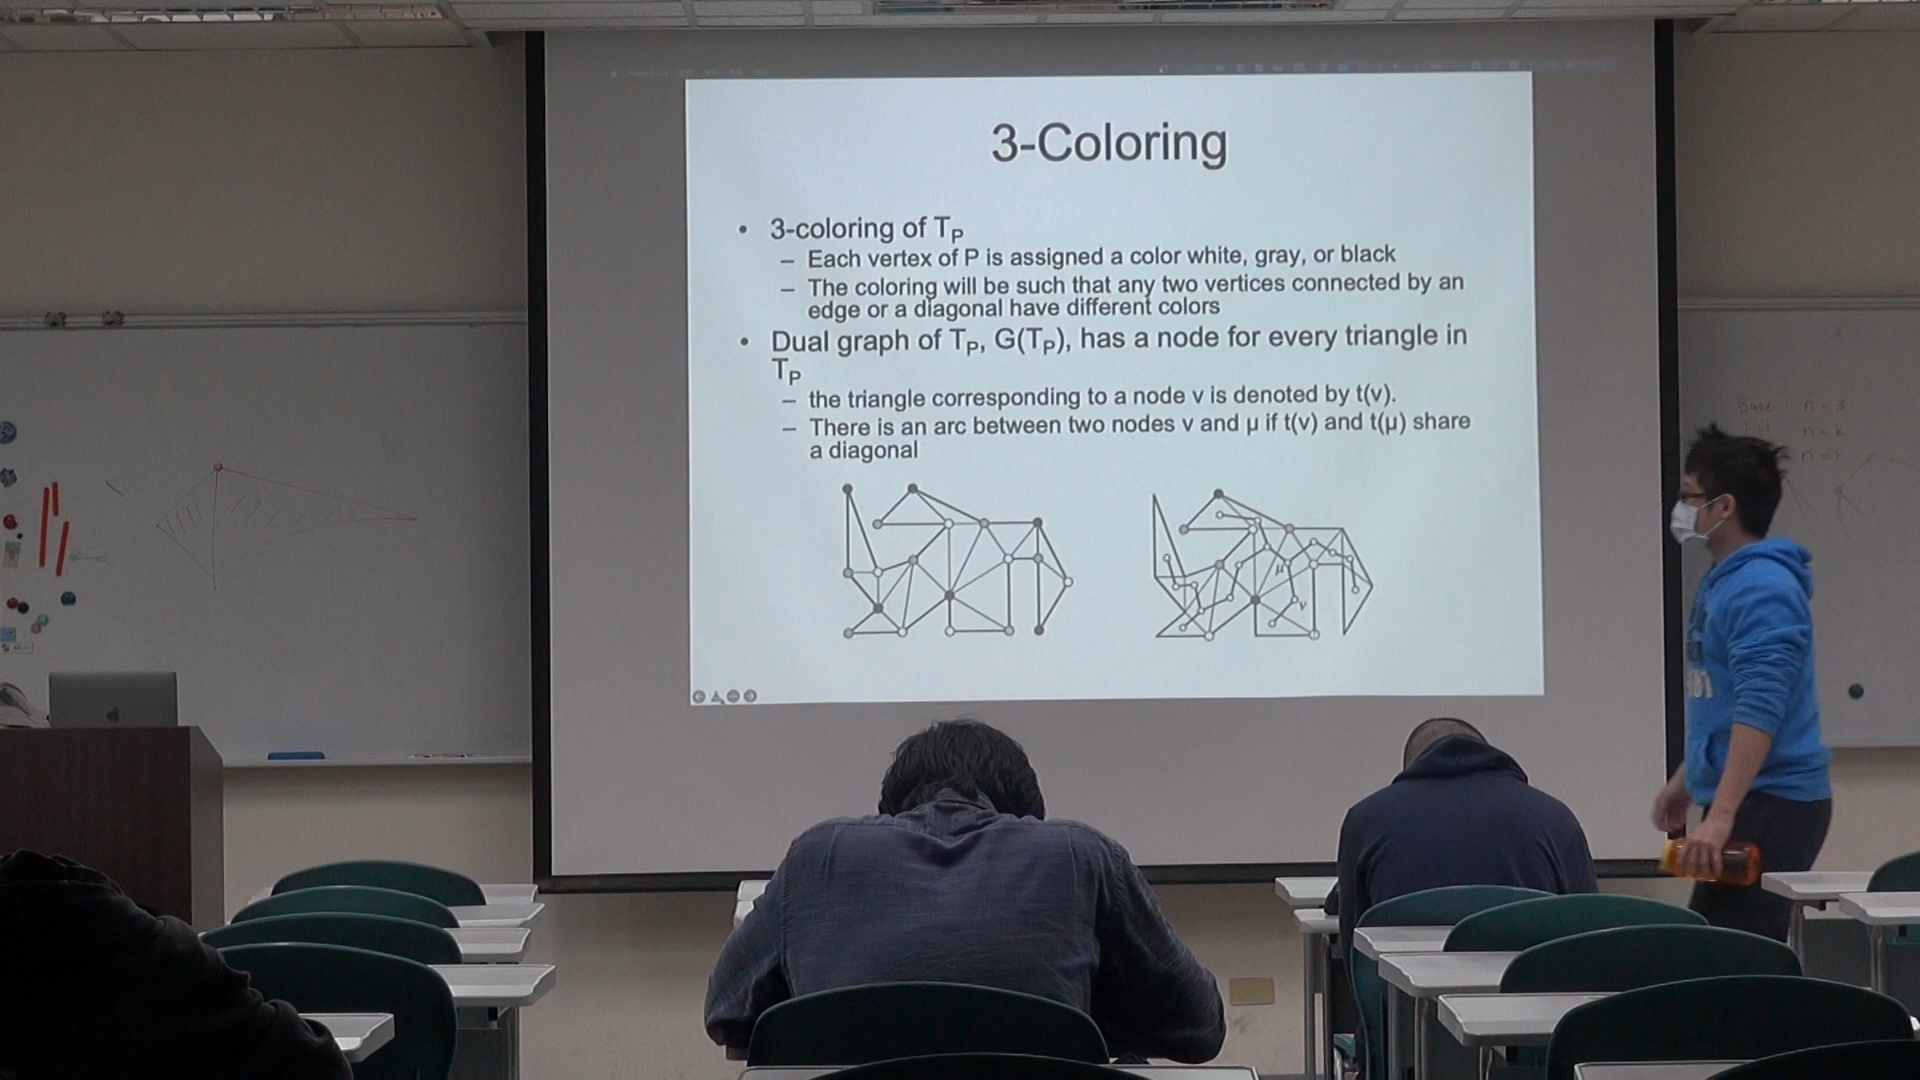 3-Coloring
• 3-coloring of TP
– Each vertex of P is assigned a color white, gray, or black
– The coloring will be such that any two vertices connected by an
edge or a diagonal have different colors
• Dual graph of TP, G(TP), has a node for every triangle in
TP
– the triangle corresponding to a node v is denoted by t(v).
– There is an arc between two nodes v and μ if t(v) and t(μ) share
a diagonal
μ
v
Base n = 3
n < k